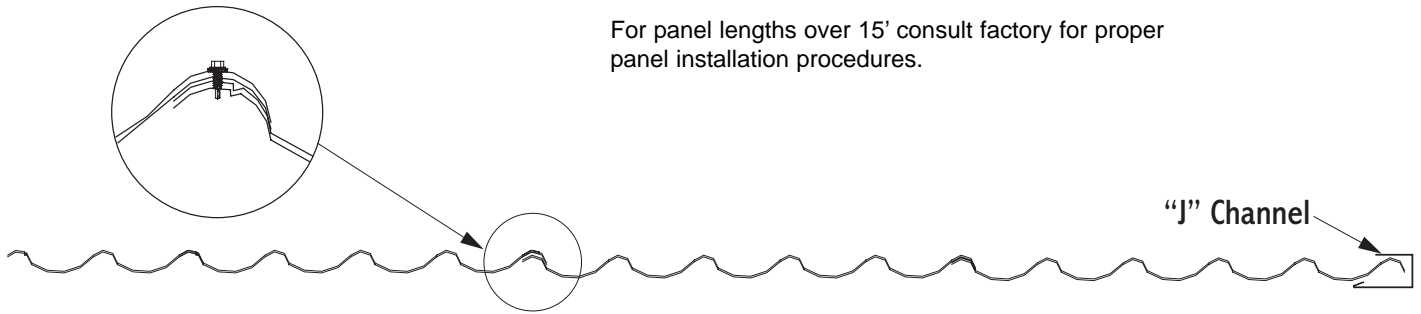 For panel lengths over 15’ consult factory for proper
panel installation procedures.
“J” Channel